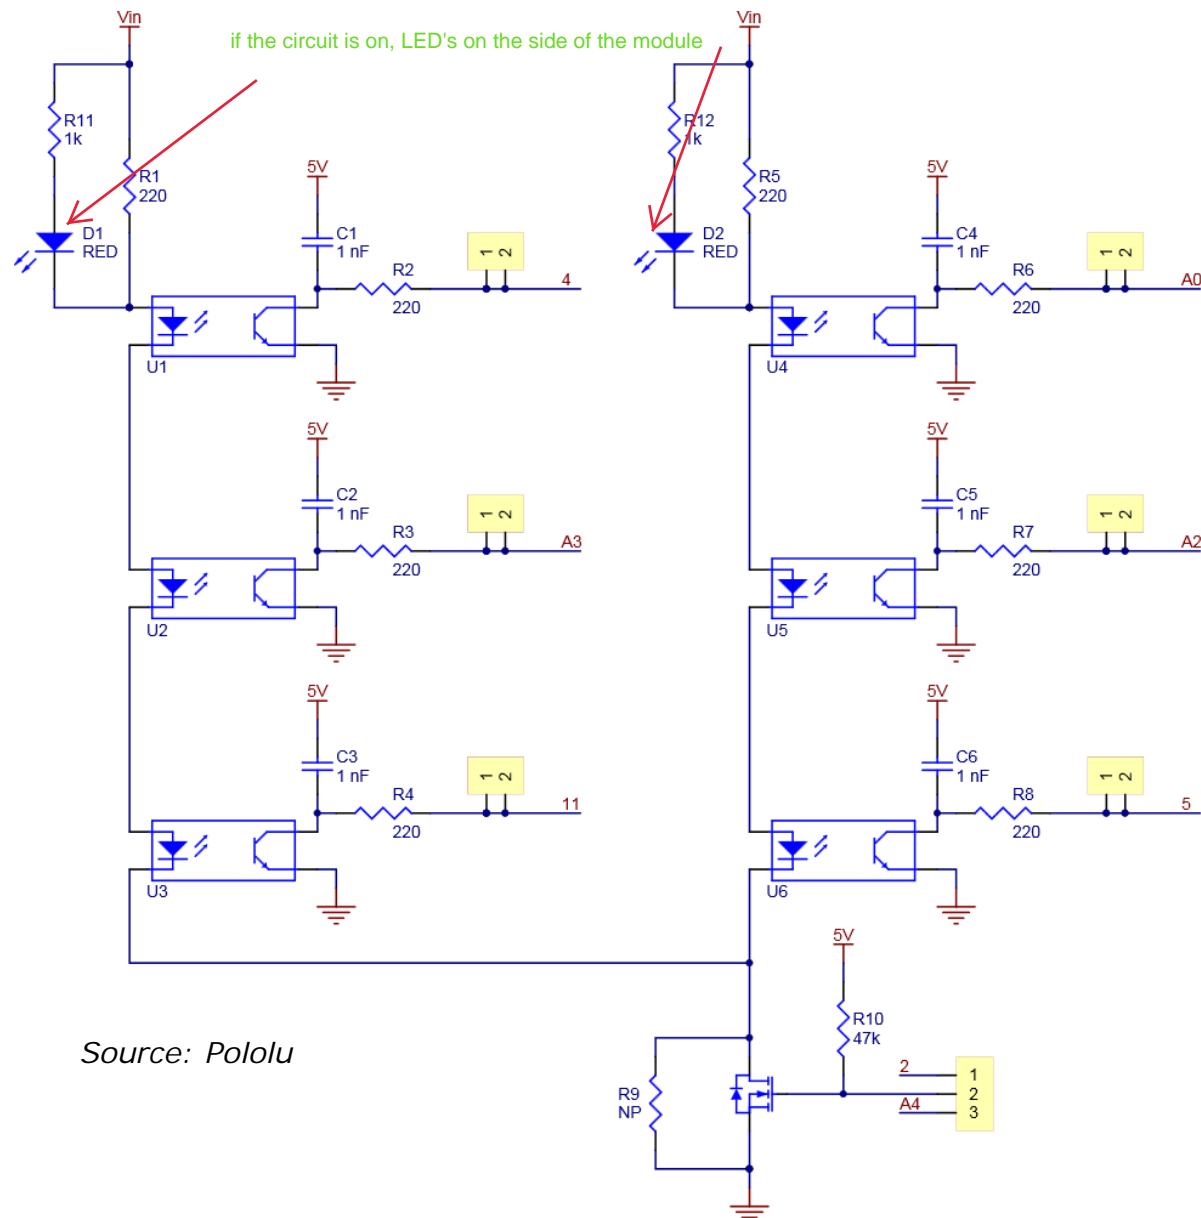 Vin
Vin
if the circuit is on, LED's on the side of the module
R11
1k
R12
1k
R1
220
R5
220
5V
5V
D1
RED
C1
1 nF
1 2
D2
RED
C4
1 nF
1 2
R2
220
4
R6
220
A0
U1
U4
5V
5V
C2
1 nF
1 2
C5
1 nF
1 2
R3
220
A3
R7
220
A2
U2
U5
5V
5V
C3
1 nF
1 2
C6
1 nF
1 2
R4
220
11
R8
220
5
U3
U6
5V
R10
47k
Source: Pololu
R9
NP
2
A4
1
2
3